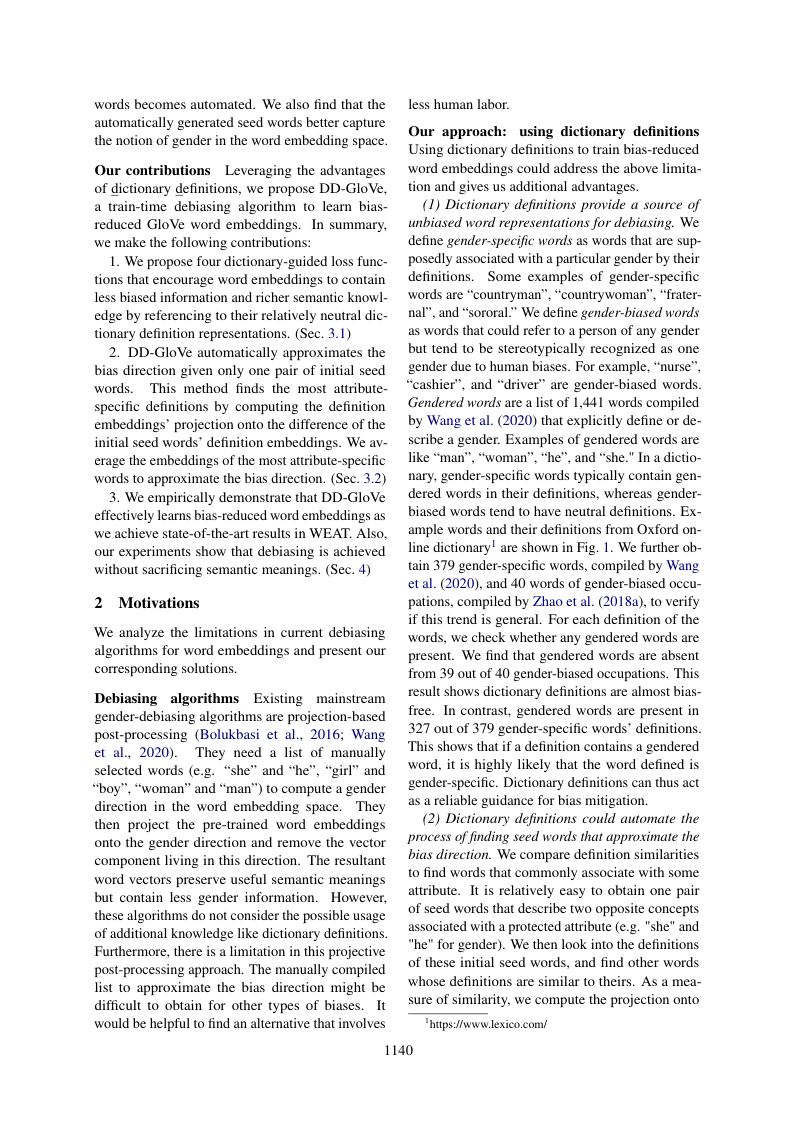 words becomes automated. We also find that the
automatically generated seed words better capture
the notion of gender in the word embedding space.
Our contributions Leveraging the advantages
of dictionary definitions, we propose DD-GloVe,
a train-time debiasing algorithm to learn bias-
reduced GloVe word embeddings. In summary,
we make the following contributions:
1. We propose four dictionary-guided loss func-
tions that encourage word embeddings to contain
less biased information and richer semantic knowl-
edge by referencing to their relatively neutral dic-
tionary definition representations. (Sec. 3.1)
2. DD-GloVe automatically approximates the
bias direction given only one pair of initial seed
words. This method finds the most attribute-
specific definitions by computing the definition
embeddings' projection onto the difference of the
initial seed words' definition embeddings. We av-
erage the embeddings of the most attribute-specific
words to approximate the bias direction. (Sec. 3.2)
3. We empirically demonstrate that DD-GloVe
effectively learns bias-reduced word embeddings as
we achieve state-of-the-art results in WEAT. Also,
our experiments show that debiasing is achieved
without sacrificing semantic meanings. (Sec. 4)
2 Motivations
We analyze the limitations in current debiasing
algorithms for word embeddings and present our
corresponding solutions.
Debiasing algorithms Existing mainstream
gender-debiasing algorithms are projection-based
post-processing (Bolukbasi et al., 2016; Wang
et al., 2020). They need a list of manually
selected words (e.g. “she” and “he”, “girl” and
“boy”, “woman” and “man”) to compute a gender
direction in the word embedding space. They
then project the pre-trained word embeddings
onto the gender direction and remove the vector
component living in this direction. The resultant
word vectors preserve useful semantic meanings
but contain less gender information. However,
these algorithms do not consider the possible usage
of additional knowledge like dictionary definitions.
Furthermore, there is a limitation in this projective
post-processing approach. The manually compiled
list to approximate the bias direction might be
difficult to obtain for other types of biases. It
would be helpful to find an alternative that involves
less human labor.
Our approach: using dictionary definitions
Using dictionary definitions to train bias-reduced
word embeddings could address the above limita-
tion and gives us additional advantages.
(1) Dictionary definitions provide a source of
unbiased word representations for debiasing. We
define gender-specific words as words that are sup-
posedly associated with a particular gender by their
definitions. Some examples of gender-specific
words are “countryman”, “countrywoman”, “frater-
nal”, and “sororal.” We define gender-biased words
as words that could refer to a person of any gender
but tend to be stereotypically recognized as one
gender due to human biases. For example, “nurse”,
“cashier”, and “driver” are gender-biased words.
Gendered words are a list of 1,441 words compiled
by Wang et al. (2020) that explicitly define or de-
scribe a gender. Examples of gendered words are
like “man”, “woman”, “he”, and “she." In a dictio-
nary, gender-specific words typically contain gen-
dered words in their definitions, whereas gender-
biased words tend to have neutral definitions. Ex-
ample words and their definitions from Oxford on-
line dictionary1 are shown in Fig. 1. We further ob-
tain 379 gender-specific words, compiled by Wang
et al. (2020), and 40 words of gender-biased occu-
pations, compiled by Zhao et al. (2018a), to verify
if this trend is general. For each definition of the
words, we check whether any gendered words are
present. We find that gendered words are absent
from 39 out of 40 gender-biased occupations. This
result shows dictionary definitions are almost bias-
free. In contrast, gendered words are present in
327 out of 379 gender-specific words' definitions.
This shows that if a definition contains a gendered
word, it is highly likely that the word defined is
gender-specific. Dictionary definitions can thus act
as a reliable guidance for bias mitigation.
(2) Dictionary definitions could automate the
process of finding seed words that approximate the
bias direction. We compare definition similarities
to find words that commonly associate with some
attribute. It is relatively easy to obtain one pair
of seed words that describe two opposite concepts
associated with a protected attribute (e.g. "she" and
"he" for gender). We then look into the definitions
of these initial seed words, and find other words
whose definitions are similar to theirs. As a mea-
sure of similarity, we compute the projection onto
1https://www.lexico.com/
1140